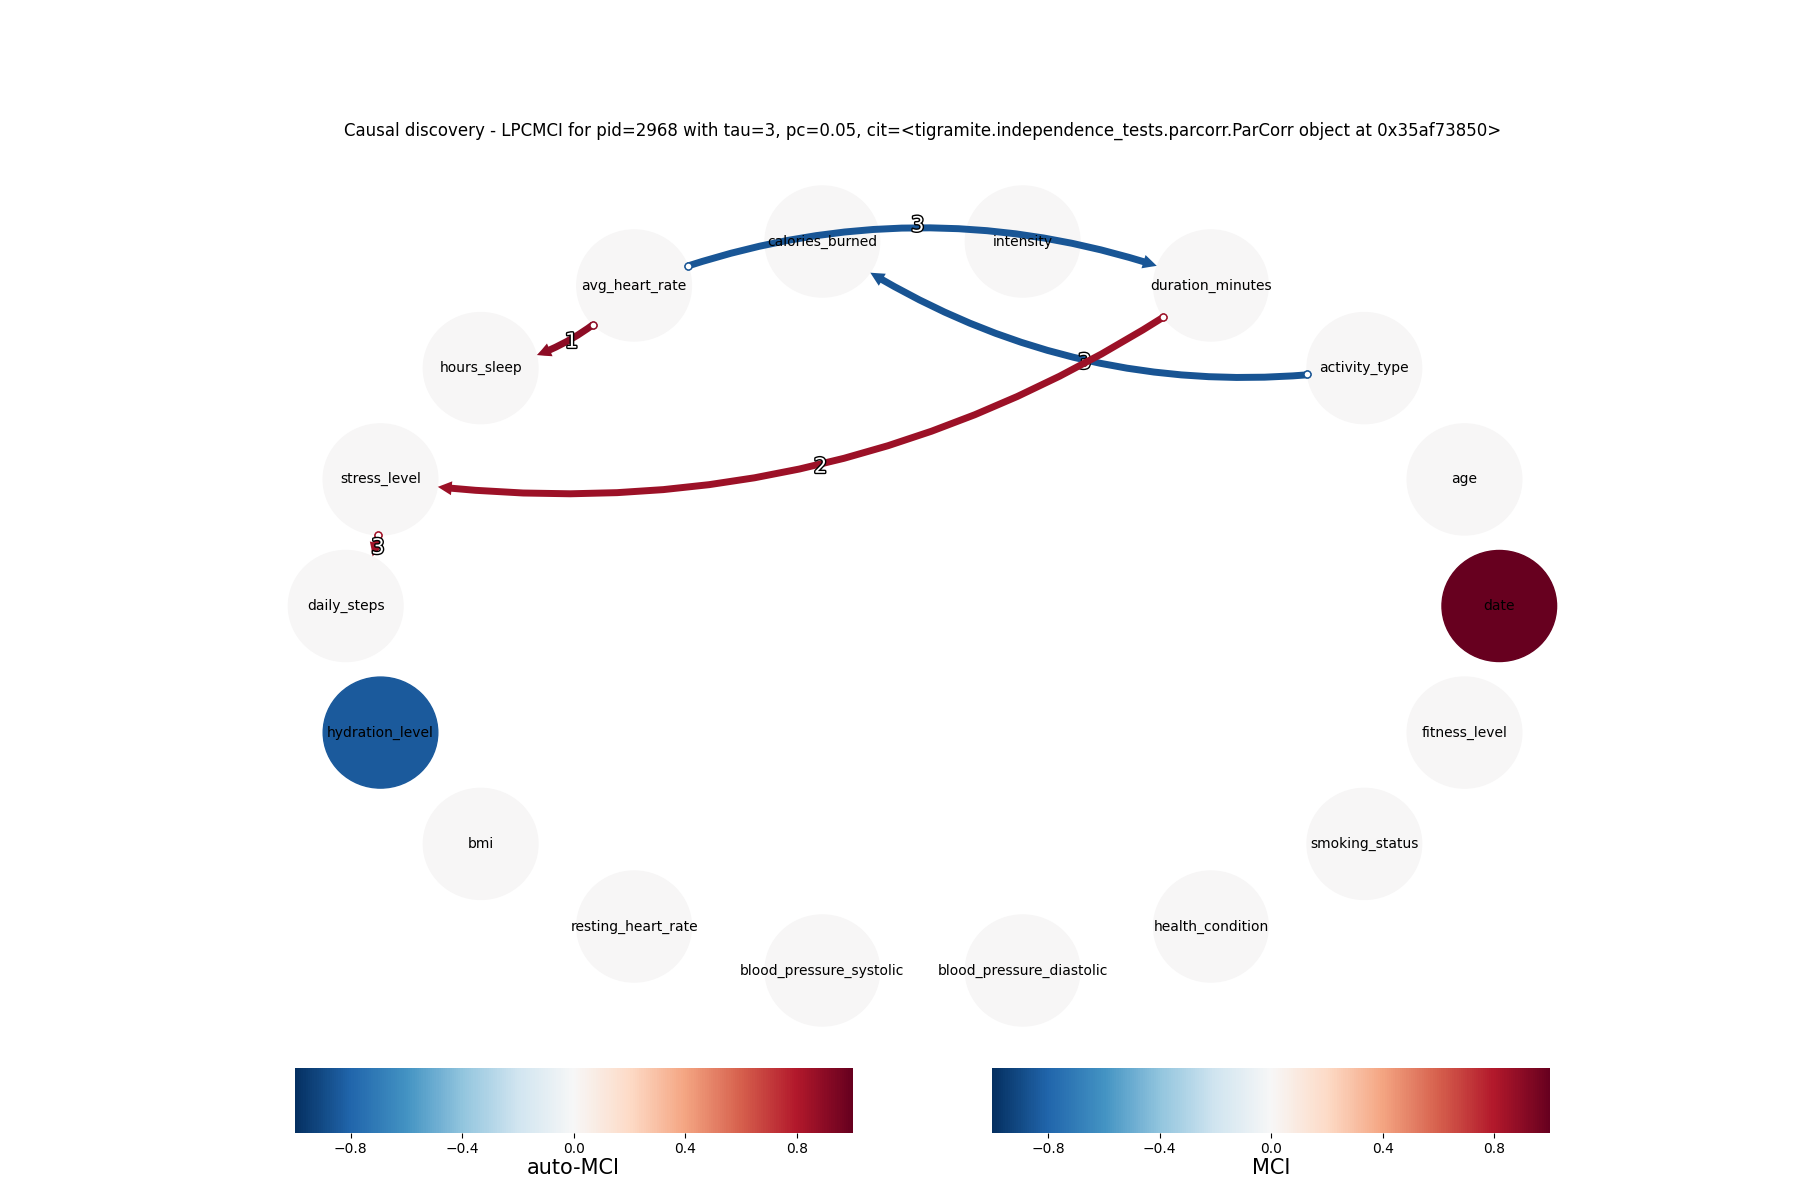 Causal discovery - LPCMCI for pid=2968 with tau=3, pc=0.05, cit=<tigramite.independence_tests.parcorr.ParCorr object at 0x35af73850>
3
calories_burned
intensity
avg_heart_rate
duration_minutes
1
3
hours_sleep
activity_type
2
stress_level
age
3
daily_steps
date
hydration_level
fitness_level
bmi
smoking_status
resting_heart_rate
health_condition
blood_pressure_systolic
blood_pressure_diastolic
−0.8 −0.4 0.0 0.4 0.8
auto-MCI
−0.8 −0.4 0.0 0.4 0.8
MCI